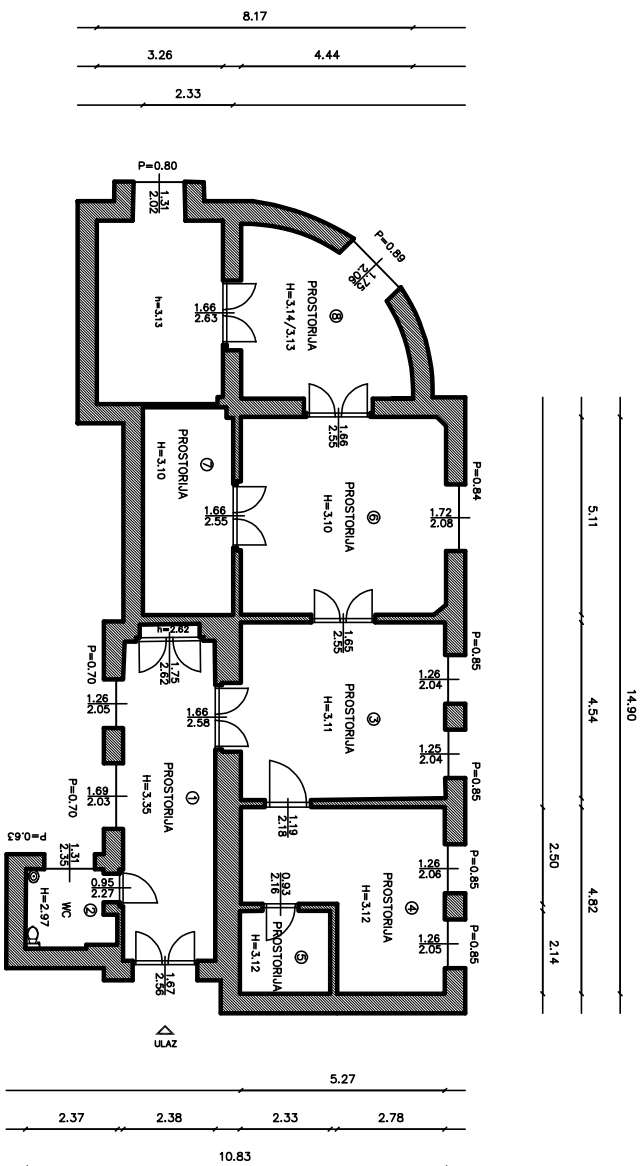 8.17
3.26
4.44
2.33
P=0.80
1.31
2.02
h=3.13
1.66
2.63
8
PROSTORIJA
H=3.14/3.13
P=0.89
1.75
2.06
1.66
2.55
7
PROSTORIJA
H=3.10
1.66
2.55
6
PROSTORIJA
H=3.10
P=0.84
1.72
2.08
5.11
14.90
h=2.62
1.75
2.62
P=0.70
1.26
2.05
1.66
2.58
1.65
2.55
3
PROSTORIJA
H=3.11
P=0.85
1.26
2.04
1.25
2.04
P=0.85
4.54
P=0.70
1.69
2.03
1
PROSTORIJA
H=3.35
1.19
2.18
P=0.63
1.31
2.35
0.95
2.27
2
WC
H=2.97
0.93
2.16
4
PROSTORIJA
H=3.12
1.26
2.06
P=0.85
1.26
2.05
P=0.85
5
PROSTORIJA
H=3.12
2.50
4.82
2.14
1.67
2.56
ULAZ
5.27
2.37
2.38
2.33
2.78
10.83